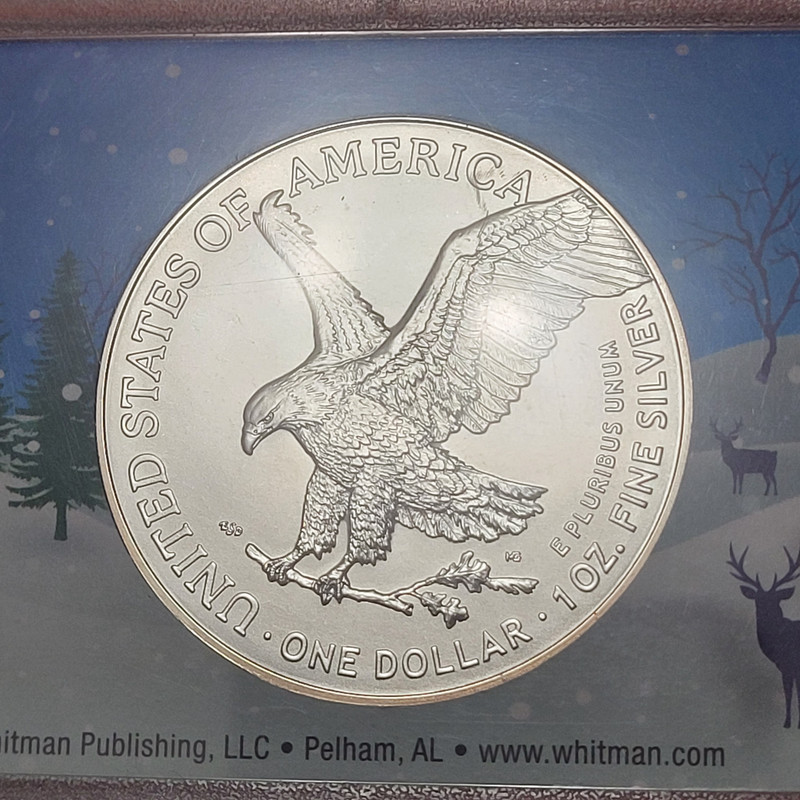 UNITED STATES OF AMERICA
E PLURIBUS UNUM
· ONE DOLLAR · 1 OZ. FINE SILVER
hitman Publishing, LLC • Pelham, AL • www.whitman.com